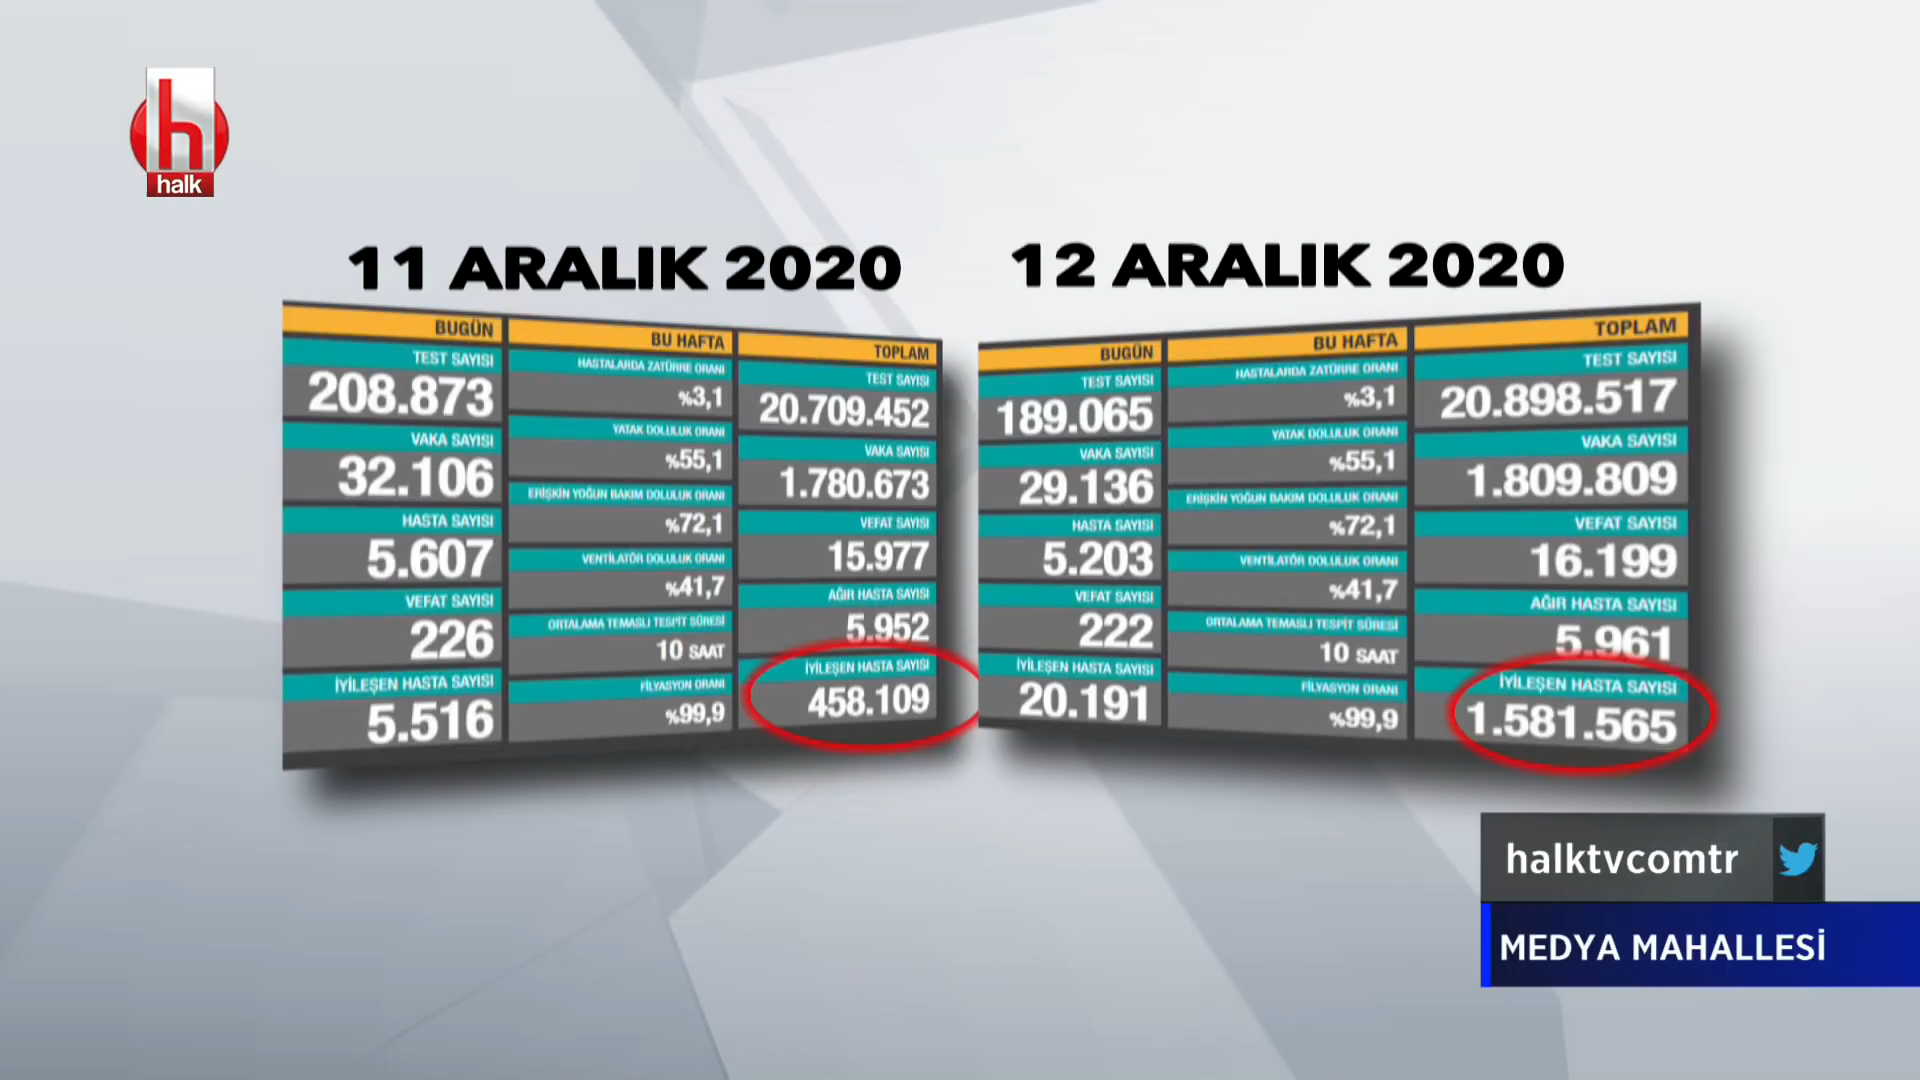 h
halk
11 ARALIK 2020
BUGÜN
TEST SAYISI
208.873
VAKA SAYISI
32.106
HASTA SAYISI
5.607
VEFAT SAYISI
226
İYİLEŞEN HASTA SAYISI
5.516
BU HAFTA
HASTALARDA ZATÜRRE ORANI
%3,1
YATAK DOLULUK ORANI
%55,1
ERİŞKİN YOĞUN BAKIM DOLULUK ORANI
%72,1
VENTİLATÖR DOLULUK ORANI
%41,7
ORTALAMA TEMASLI TESPİT SÜRESİ
10 SAAT
FİLYASYON ORANI
%99,9
TOPLAM
TEST SAYISI
20.709.452
VAKA SAYISI
1.780.673
VEFAT SAYISI
15.977
AĞIR HASTA SAYISI
5.952
İYİLEŞEN HASTA SAYISI
458.109
12 ARALIK 2020
BUGÜN
TEST SAYISI
189.065
VAKA SAYISI
29.136
HASTA SAYISI
5.203
VEFAT SAYISI
222
İYİLEŞEN HASTA SAYISI
20.191
BU HAFTA
HASTALARDA ZATÜRRE ORANI
%3,1
YATAK DOLULUK ORANI
%55,1
ERİŞKİN YOĞUN BAKIM DOLULUK ORANI
%72,1
VENTİLATÖR DOLULUK ORANI
%41,7
ORTALAMA TEMASLI TESPİT SÜRESİ
10 SAAT
FİLYASYON ORANI
%99,9
TOPLAM
TEST SAYISI
20.898.517
VAKA SAYISI
1.809.809
VEFAT SAYISI
16.199
AĞIR HASTA SAYISI
5.961
İYİLEŞEN HASTA SAYISI
1.581.565
halktvcomtr
MEDYA MAHALLESİ